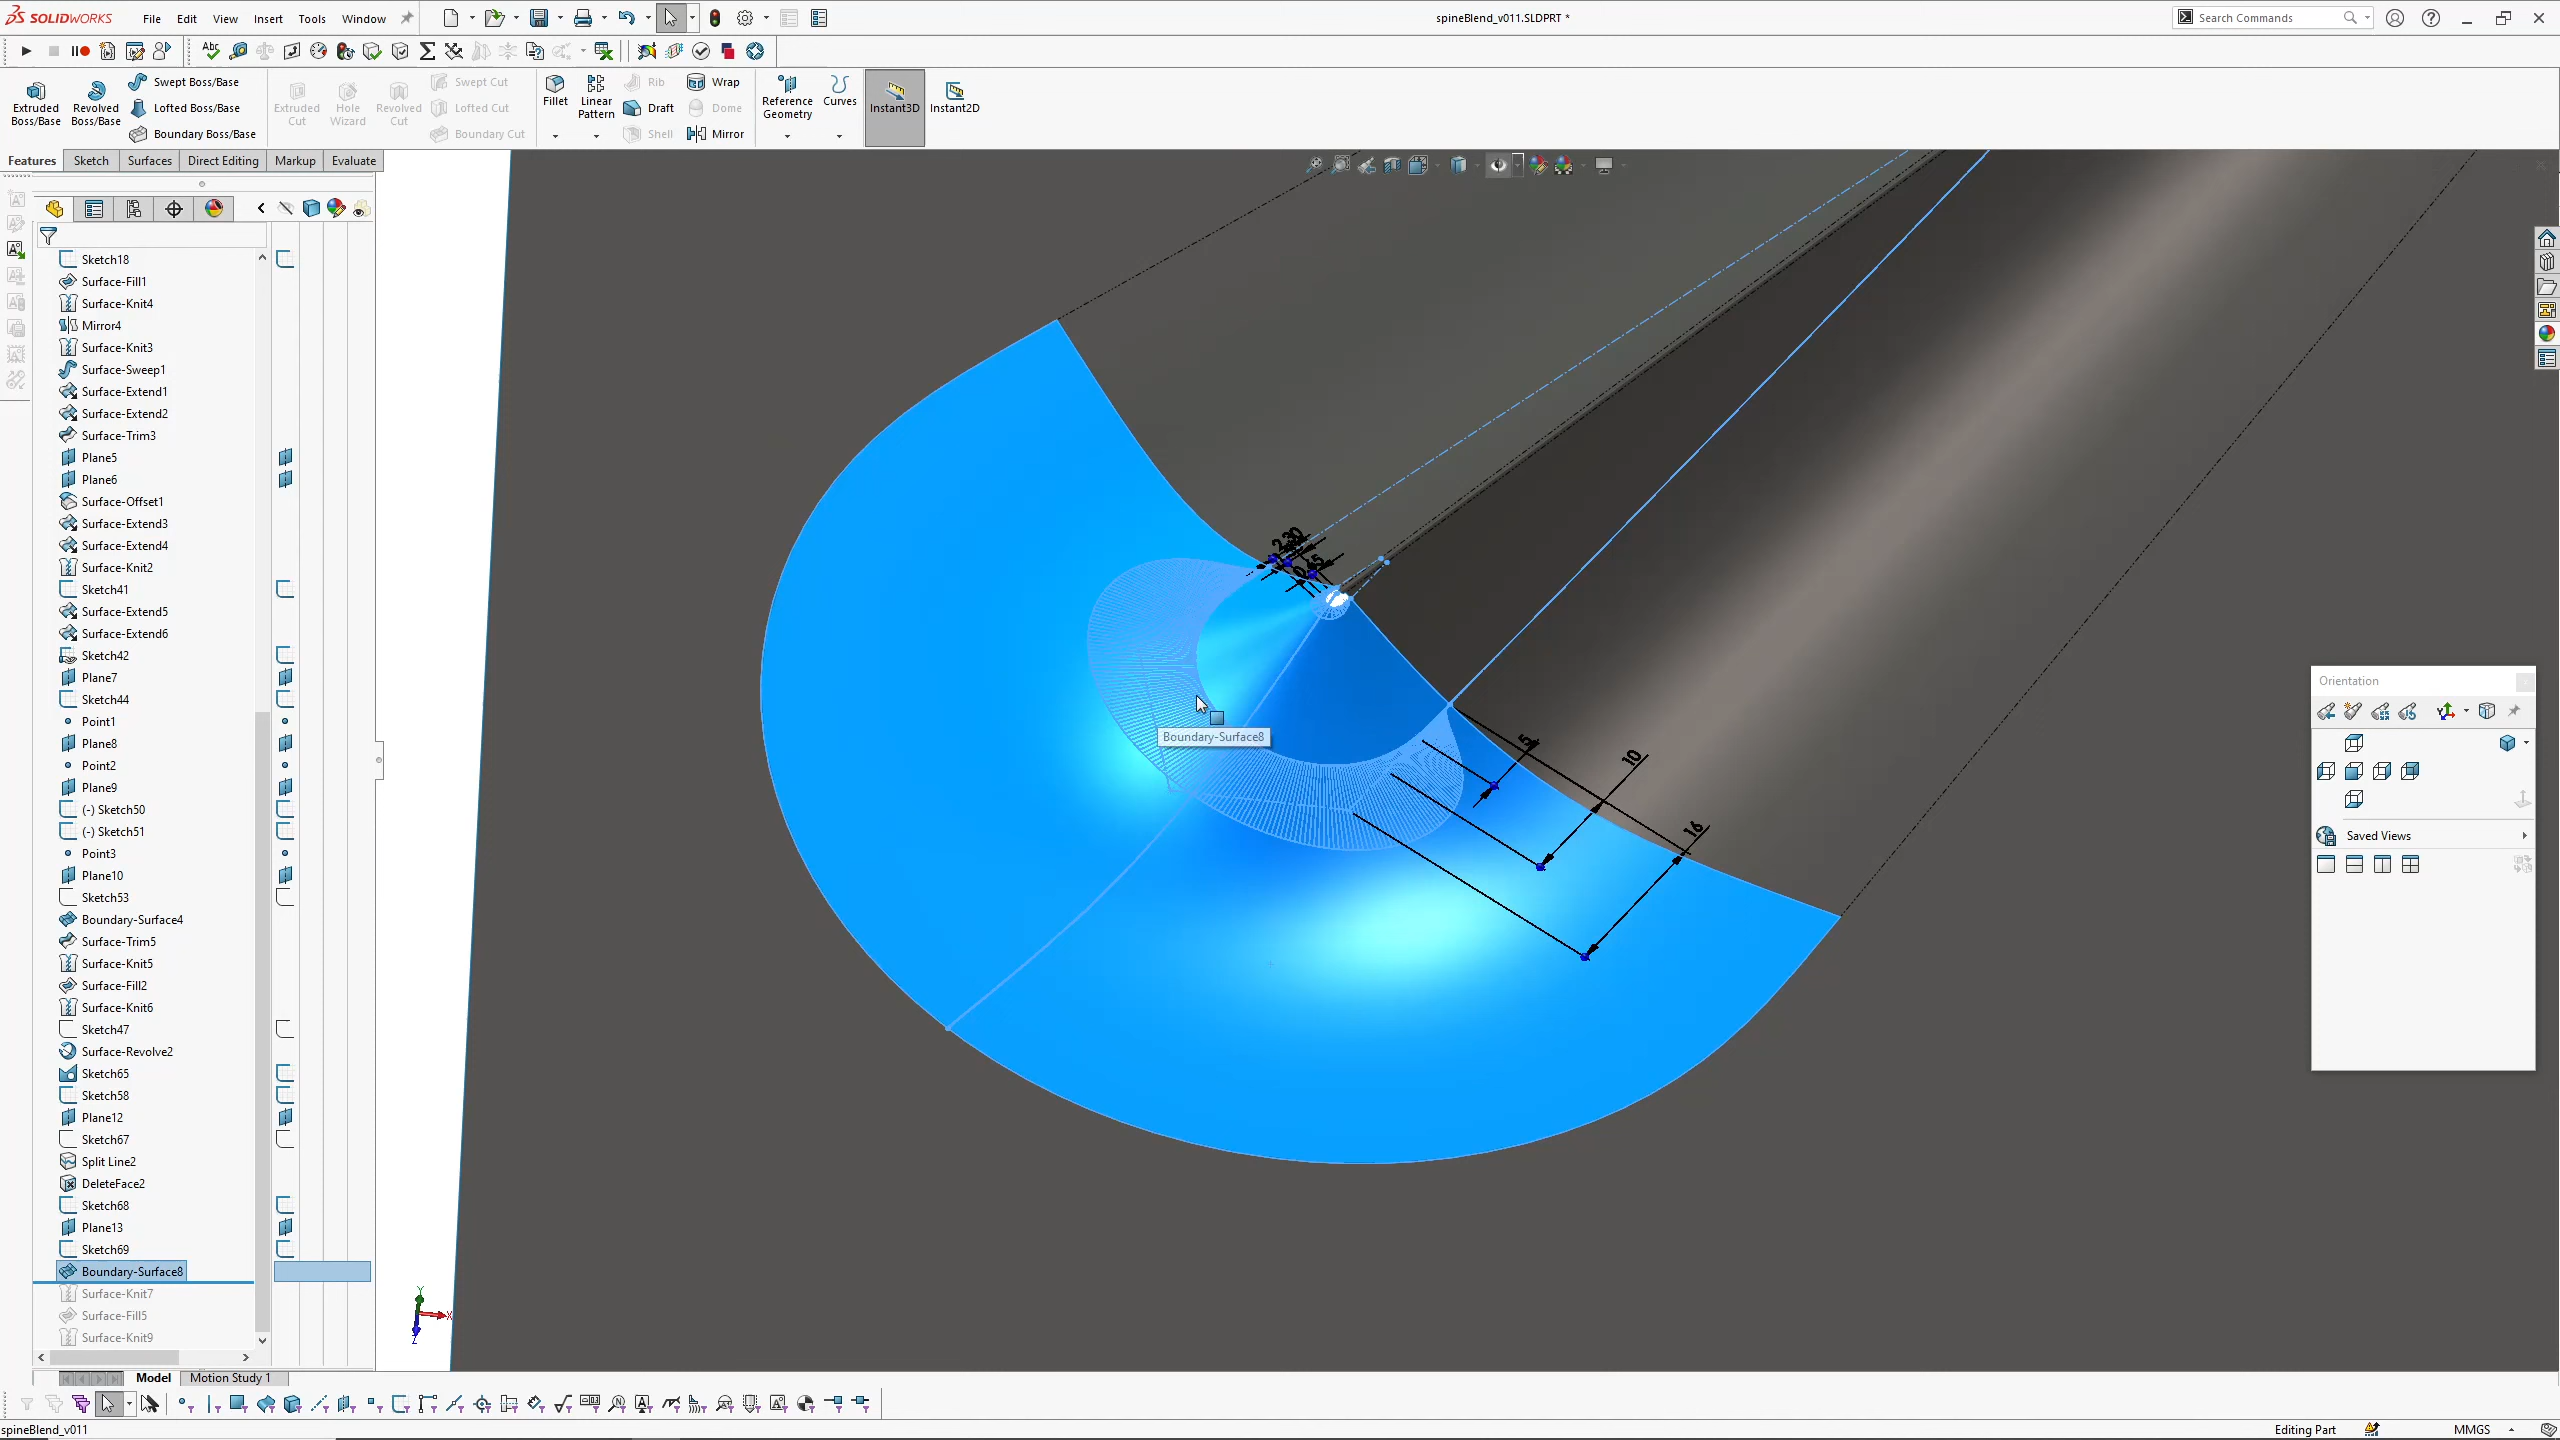 SOLIDWORKS
File Edit View Insert Tools Window
spineBlend_v011.SLDPRT *
Search Commands
Extruded Boss/Base
Revolved Boss/Base
Swept Boss/Base
Lofted Boss/Base
Boundary Boss/Base
Extruded Cut
Hole Wizard
Revolved Cut
Swept Cut
Lofted Cut
Boundary Cut
Fillet
Linear Pattern
Rib
Draft
Shell
Wrap
Dome
Mirror
Reference Geometry
Curves
Instant3D
Instant2D
Features Sketch Surfaces Direct Editing Markup Evaluate
Sketch18
Surface-Fill1
Surface-Knit4
Mirror4
Surface-Knit3
Surface-Sweep1
Surface-Extend1
Surface-Extend2
Surface-Trim3
Plane5
Plane6
Surface-Offset1
Surface-Extend3
Surface-Extend4
Surface-Knit2
Sketch41
Surface-Extend5
Surface-Extend6
Sketch42
Plane7
Sketch44
Point1
Plane8
Point2
Plane9
(-) Sketch50
(-) Sketch51
Point3
Plane10
Sketch53
Boundary-Surface4
Surface-Trim5
Surface-Knit5
Surface-Fill2
Surface-Knit6
Sketch47
Surface-Revolve2
Sketch65
Sketch58
Plane12
Sketch67
Split Line2
DeleteFace2
Sketch68
Plane13
Sketch69
Boundary-Surface8
Surface-Knit7
Surface-Fill5
Surface-Knit9
Boundary-Surface8
5
10
16
Y
X
Z
Orientation
Saved Views
Model Motion Study 1
spineBlend_v011
Editing Part
MMGS